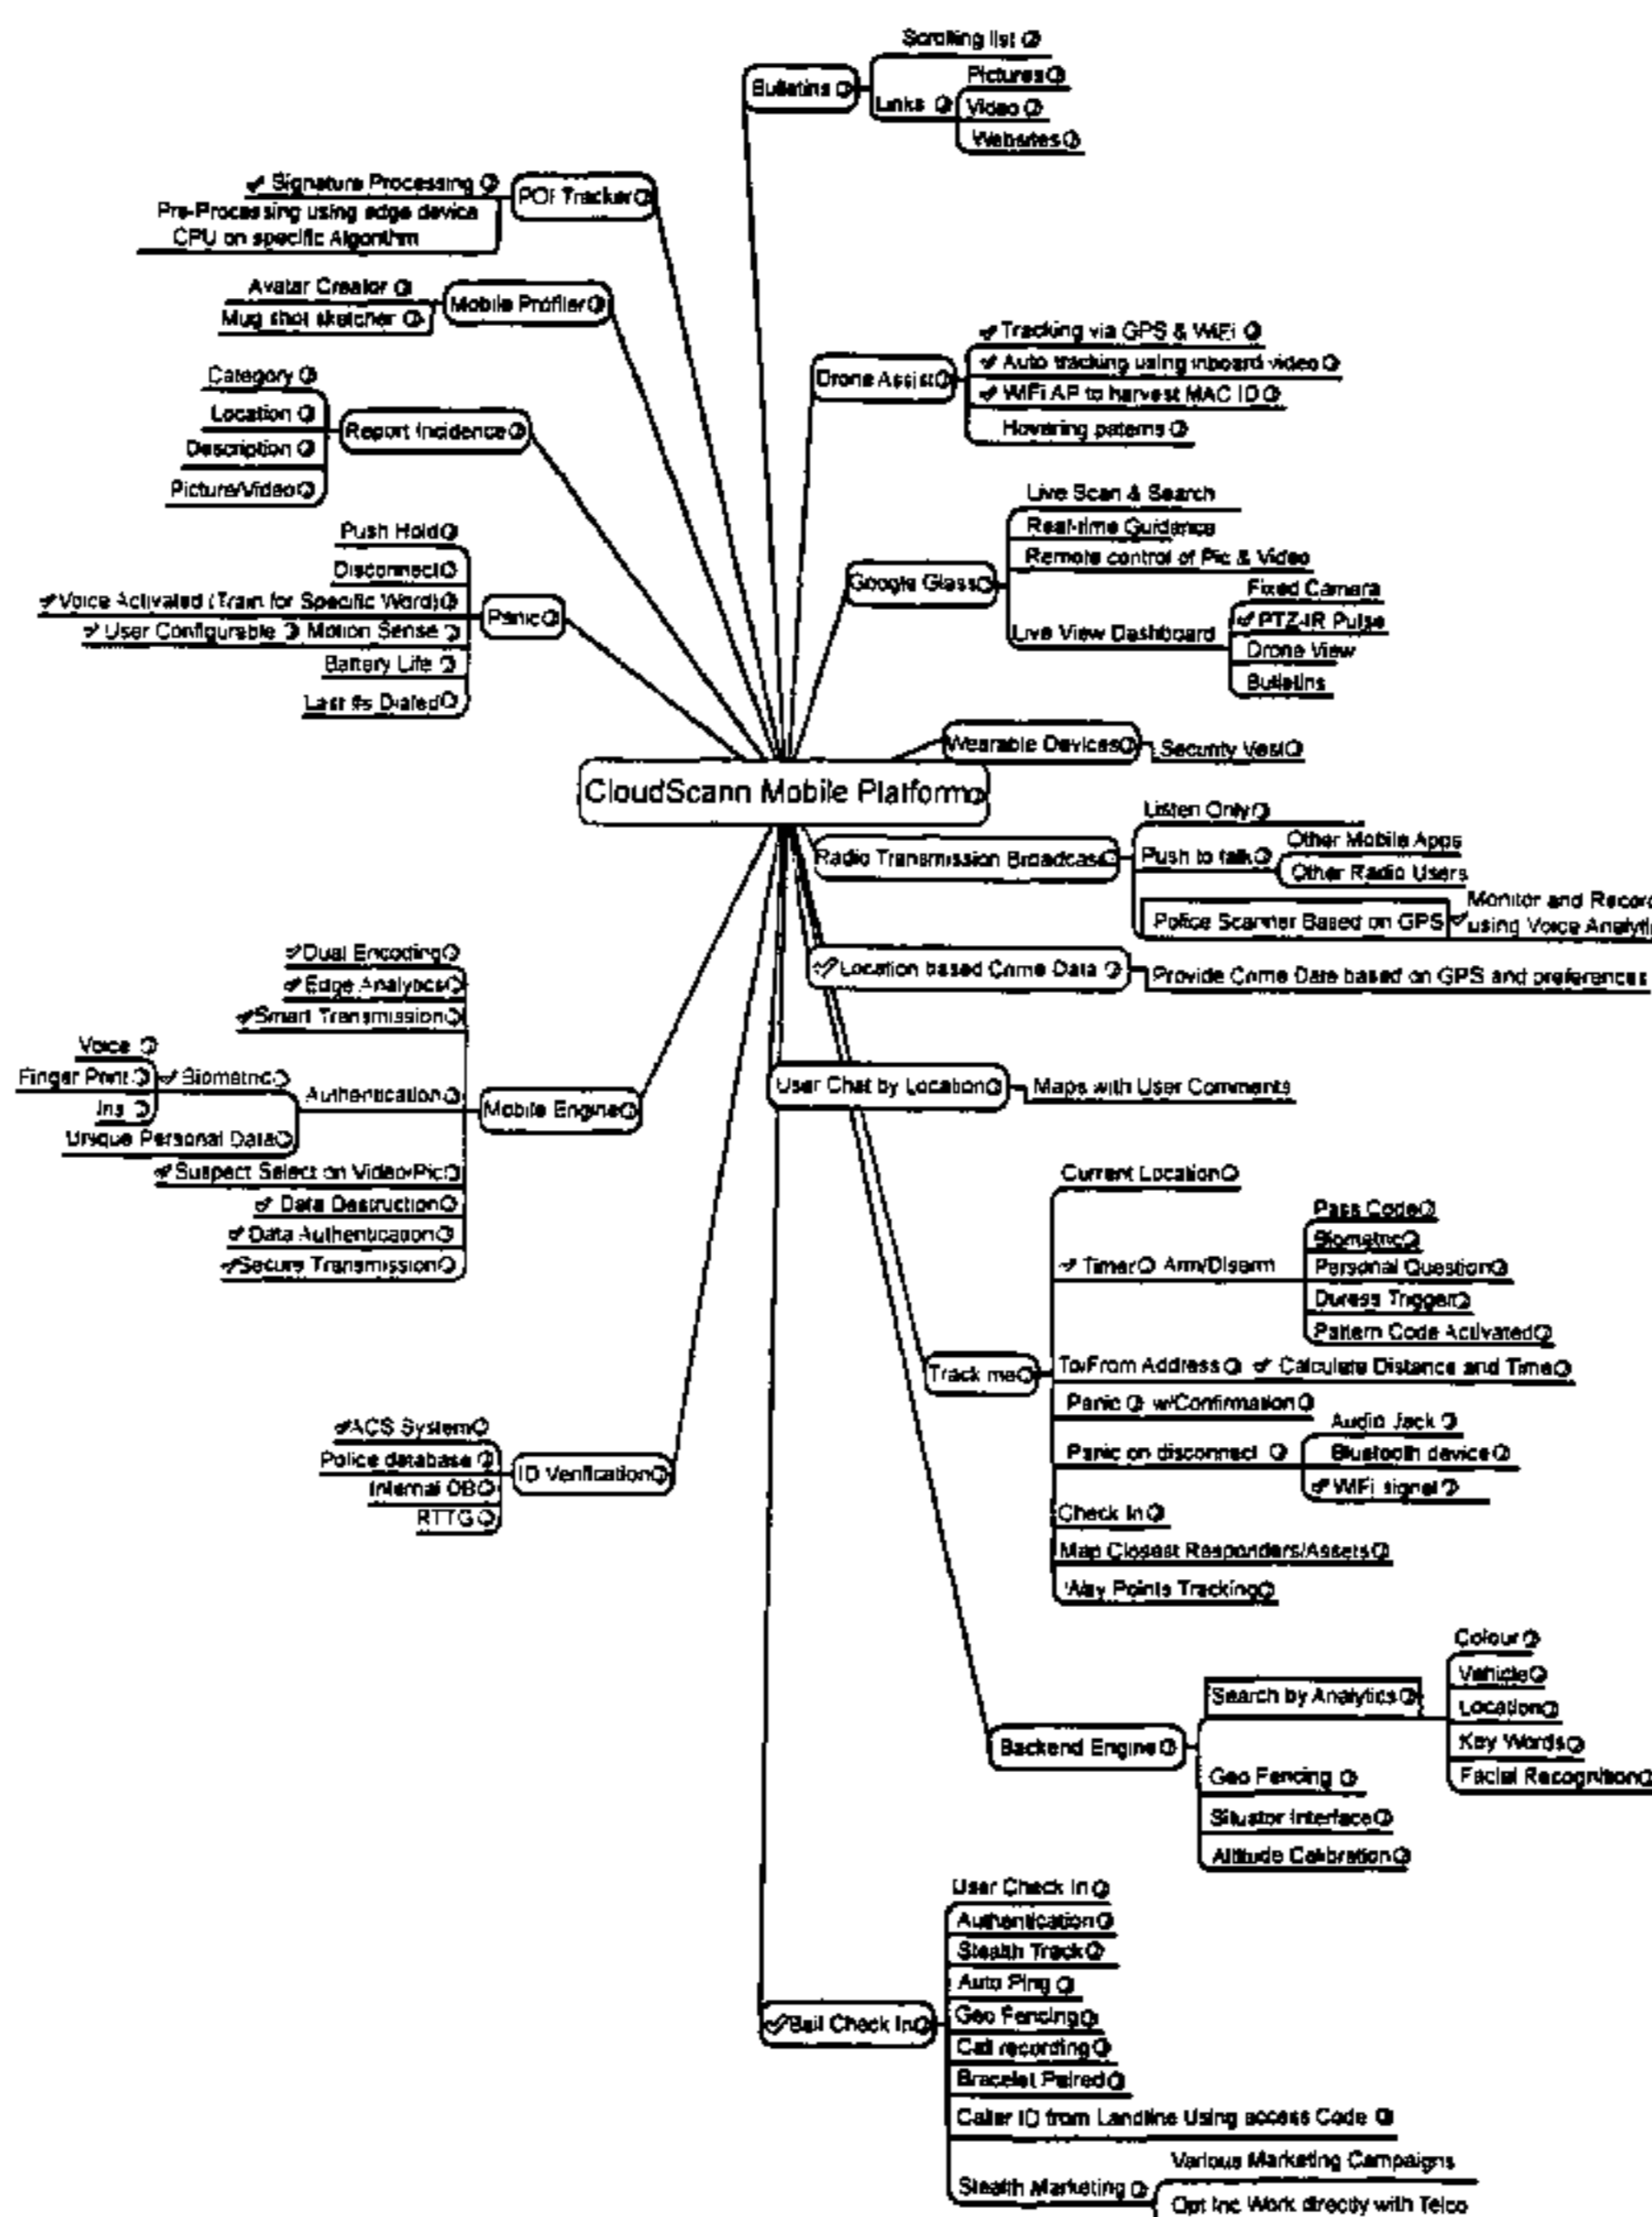 Scrolling list
Bulletins
Pictures
Links
Video
Websites
Signature Processing
POI Tracker
Pre-Processing using edge device
CPU on specific Algorithm
Avatar Creator
Mobile Profiler
Mug shot sketcher
Category
Location
Report Incidence
Description
Picture/Video
Push Hold
Disconnect
Voice Activated (Train for Specific Word)
Panic
User Configurable
Motion Sense
Battery Life
Last #s Dialed
Tracking via GPS & WiFi
Drone Assist
Auto tracking using inboard video
WiFi AP to harvest MAC ID
Hovering paterns
Live Scan & Search
Real-time Guidance
Google Glass
Remote control of Pic & Video
Live View Dashboard
Fixed Camera
PTZ-IR Pulse
Drone View
Bulletins
Wearable Devices
Security Vest
CloudScann Mobile Platform
Radio Transmission Broadcast
Listen Only
Push to talk
Other Mobile Apps
Other Radio Users
Police Scanner Based on GPS
Monitor and Record
using Voice Analyti
Location based Crime Data
Provide Crime Data based on GPS and preferences
User Chat by Location
Maps with User Comments
Dual Encoding
Edge Analytics
Smart Transmission
Voice
Finger Print
Biometric
Iris
Authentication
Mobile Engine
Unique Personal Data
Suspect Select on Video/Pic
Data Destruction
Data Authentication
Secure Transmission
Current Location
Timer
Arm/Disarm
Pass Code
Biometric
Personal Question
Duress Trigger
Pattern Code Activated
Track me
To/From Address
Calculate Distance and Time
Panic
w/Confirmation
Panic on disconnect
Audio Jack
Bluetooth device
WiFi signal
Check In
Map Closest Responders/Assets
Way Points Tracking
ACS System
Police database
ID Verification
Internal DB
RTTG
Backend Engine
Search by Analytics
Colour
Vehicle
Location
Key Words
Facial Recognition
Geo Fencing
Situator Interface
Altitude Calibration
Bail Check In
User Check In
Authentication
Stealth Track
Auto Ping
Geo Fencing
Call recording
Bracelet Paired
Caller ID from Landline Using access Code
Stealth Marketing
Various Marketing Campaigns
Opt Inc Work directly with Telco